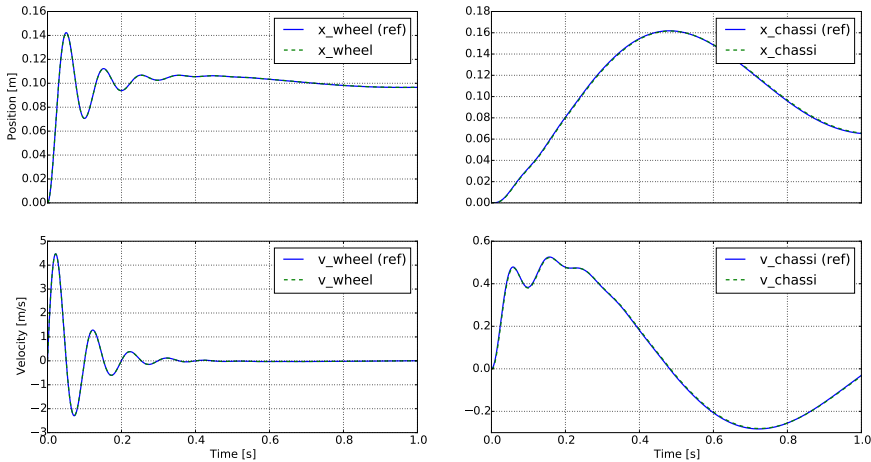 0.16
0.14
0.12
0.10
0.08
0.06
0.04
0.02
0.00
Position [m]
x_wheel (ref)
x_wheel
0.18
0.16
0.14
0.12
0.10
0.08
0.06
0.04
0.02
0.00
x_chassi (ref)
x_chassi
5
4
3
2
1
0
−1
−2
−3
Velocity [m/s]
v_wheel (ref)
v_wheel
0.0 0.2 0.4 0.6 0.8 1.0
Time [s]
0.6
0.4
0.2
0.0
−0.2
v_chassi (ref)
v_chassi
0.0 0.2 0.4 0.6 0.8 1.0
Time [s]